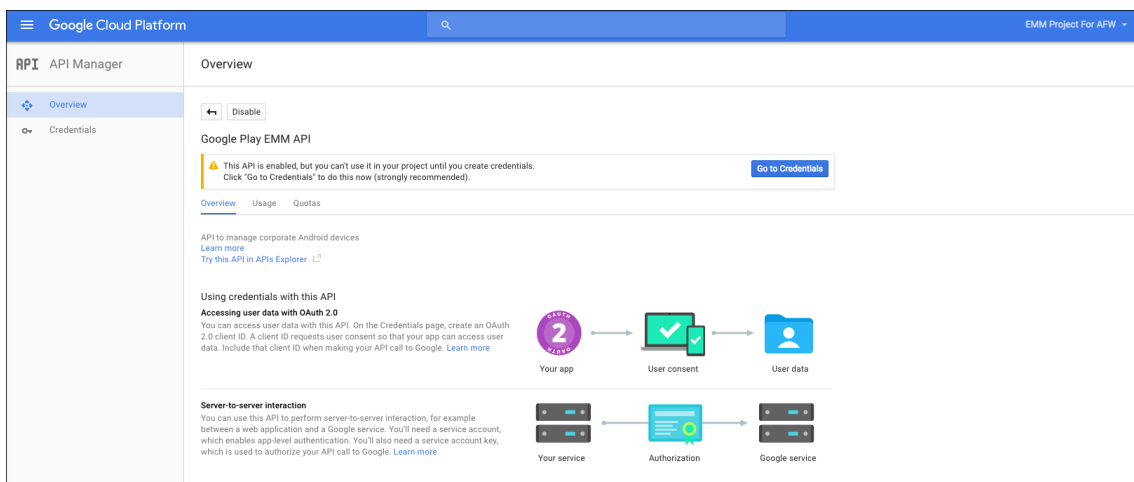 Google Cloud Platform
EMM Project For AFW
API API Manager
Overview
Overview
Credentials
Disable
Google Play EMM API
This API is enabled, but you can't use it in your project until you create credentials.
Click "Go to Credentials" to do this now (strongly recommended).
Go to Credentials
Overview Usage Quotas
API to manage corporate Android devices
Learn more
Try this API in APIs Explorer
Using credentials with this API
Accessing user data with OAuth 2.0
You can access user data with this API. On the Credentials page, create an OAuth
2.0 client ID. A client ID requests user consent so that your app can access user
data. Include that client ID when making your API call to Google. Learn more
OAUTH
2
OAUTH
Your app User consent User data
Server-to-server interaction
You can use this API to perform server-to-server interaction, for example
between a web application and a Google service. You'll need a service account,
which enables app-level authentication. You'll also need a service account key,
which is used to authorize your API call to Google. Learn more
Your service Authorization Google service